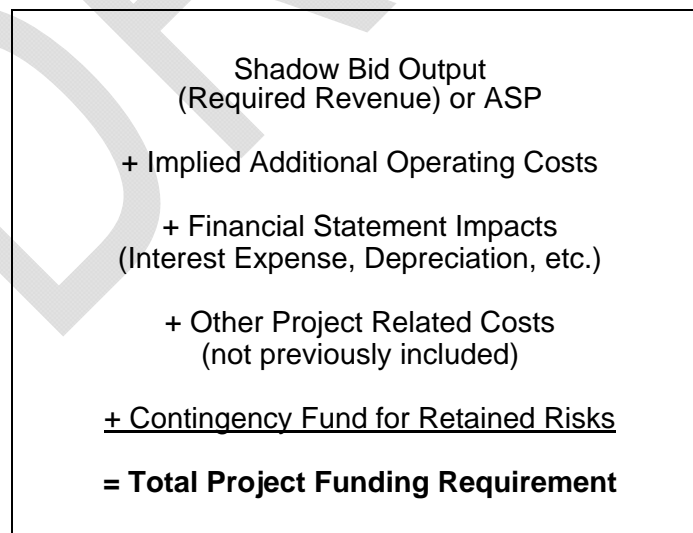 Shadow Bid Output
(Required Revenue) or ASP
+ Implied Additional Operating Costs
+ Financial Statement Impacts
(Interest Expense, Depreciation, etc.)
+ Other Project Related Costs
(not previously included)
+ Contingency Fund for Retained Risks
= Total Project Funding Requirement